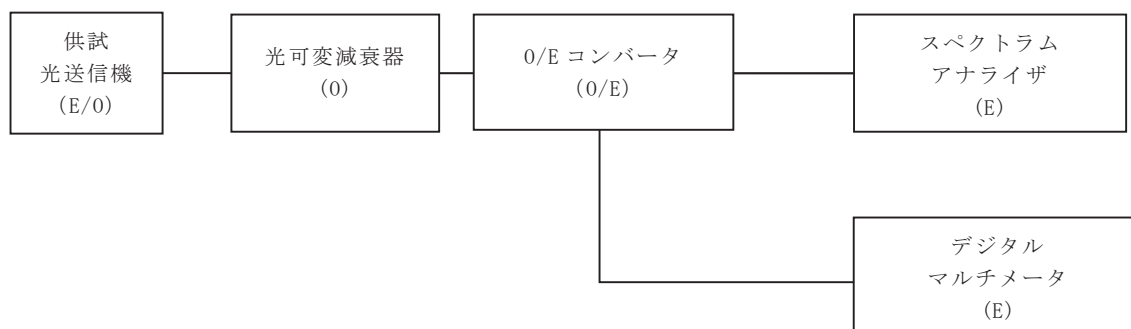 供試
光送信機
(E/O)
光可変減衰器
(O)
O/E コンバータ
(O/E)
スペクトラム
アナライザ
(E)
デジタル
マルチメータ
(E)